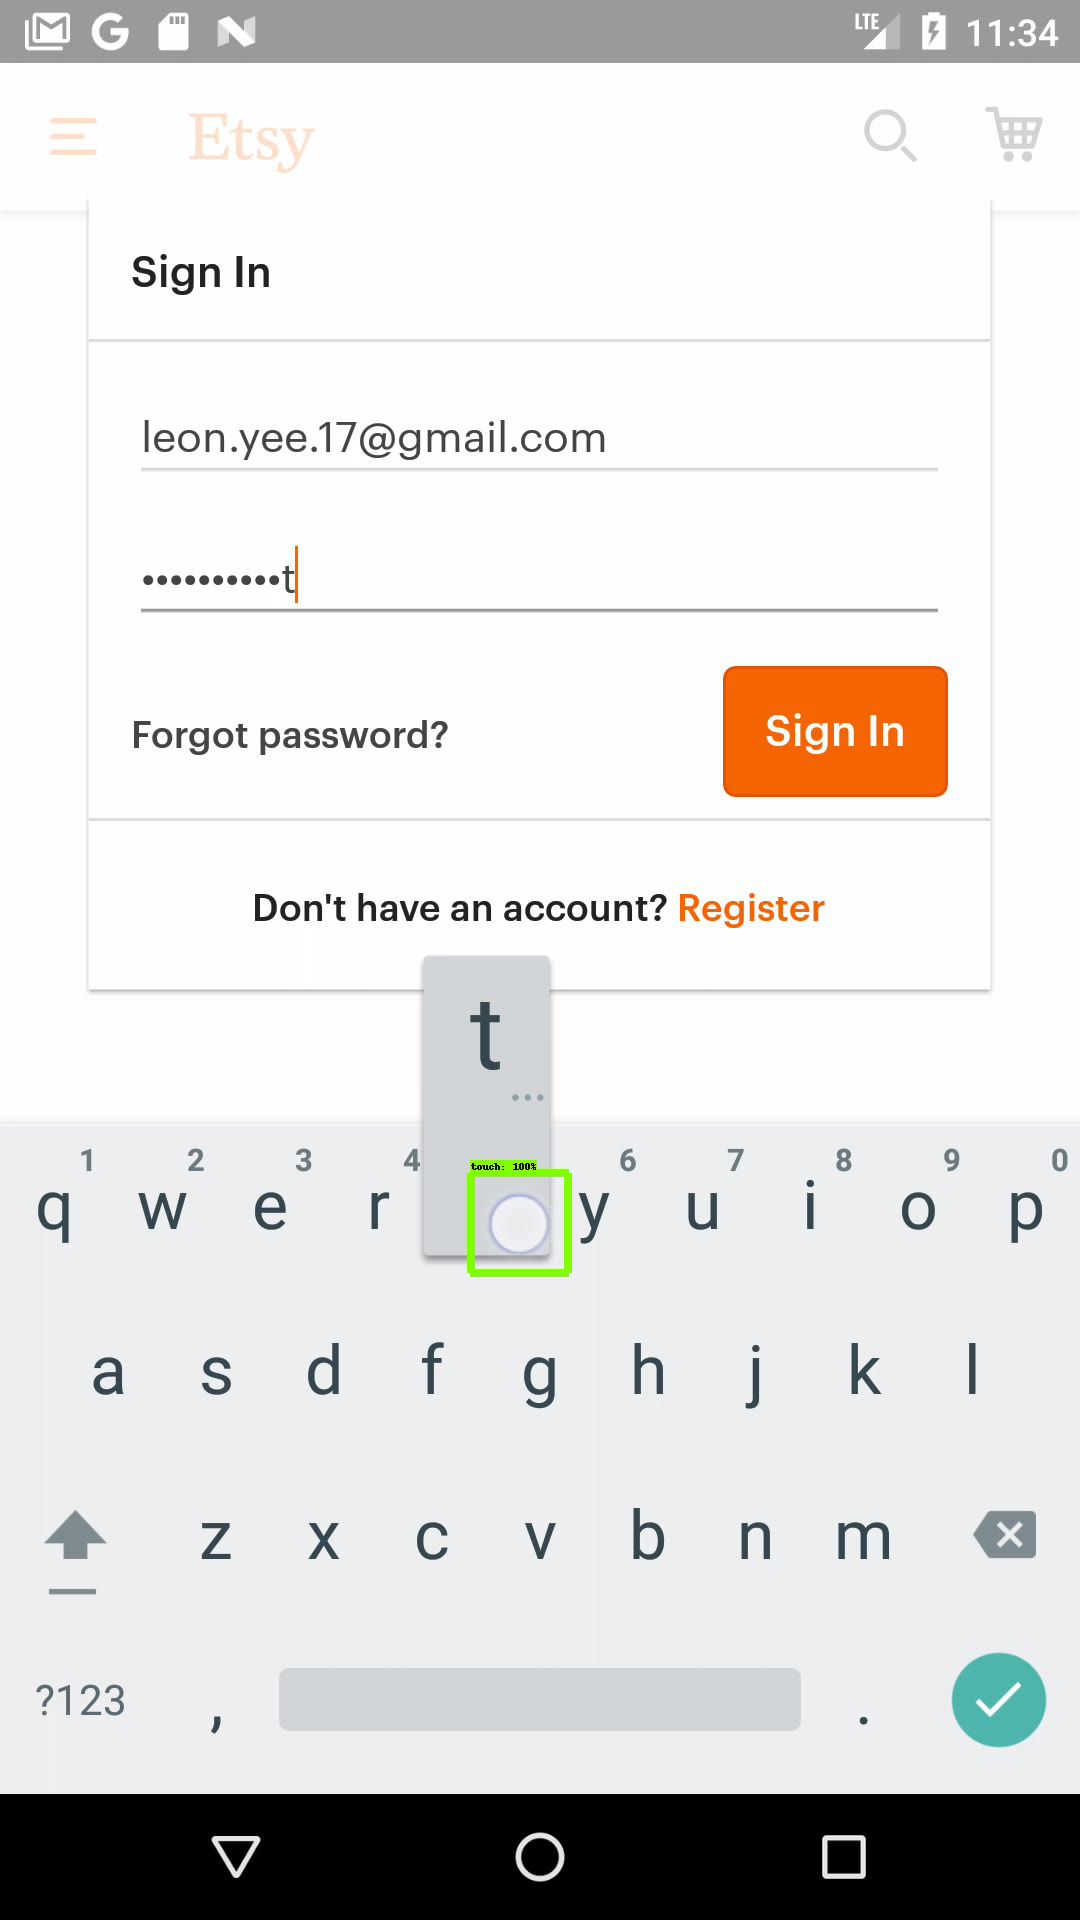 LTE 11:34
Etsy
Sign In
leon.yee.17@gmail.com
••••••••••t
Forgot password?
Sign In
Don't have an account? Register
t
...
touch: 100%
1 2 3 4 6 7 8 9 0
q w e r y u i o p
a s d f g h j k l
z x c v b n m
?123 , .